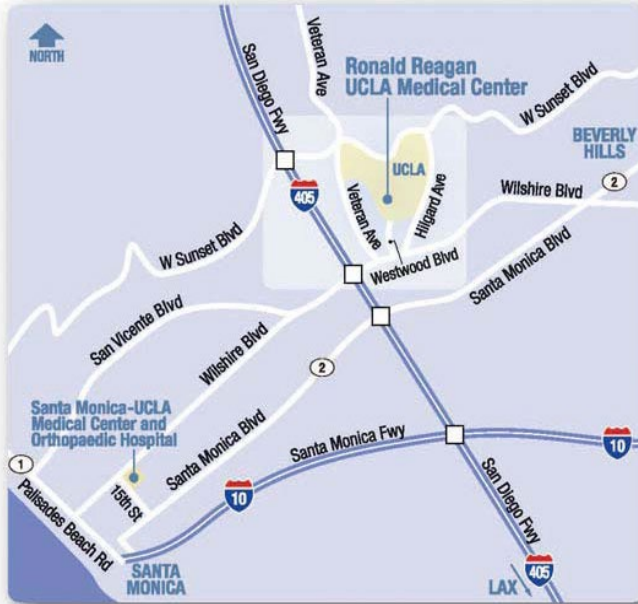 NORTH
San Diego Fwy
Veteran Ave
Ronald Reagan
UCLA Medical Center
W Sunset Blvd
BEVERLY
HILLS
2
UCLA
405
Veteran Ave
Hilgard Ave
Wilshire Blvd
W Sunset Blvd
Westwood Blvd
Santa Monica Blvd
San Vicente Blvd
Wilshire Blvd
2
Santa Monica-UCLA
Medical Center and
Orthopaedic Hospital
Santa Monica Blvd
Santa Monica Fwy
10
1
15th St
10
San Diego Fwy
Palisades Beach Rd
SANTA
MONICA
LAX
405